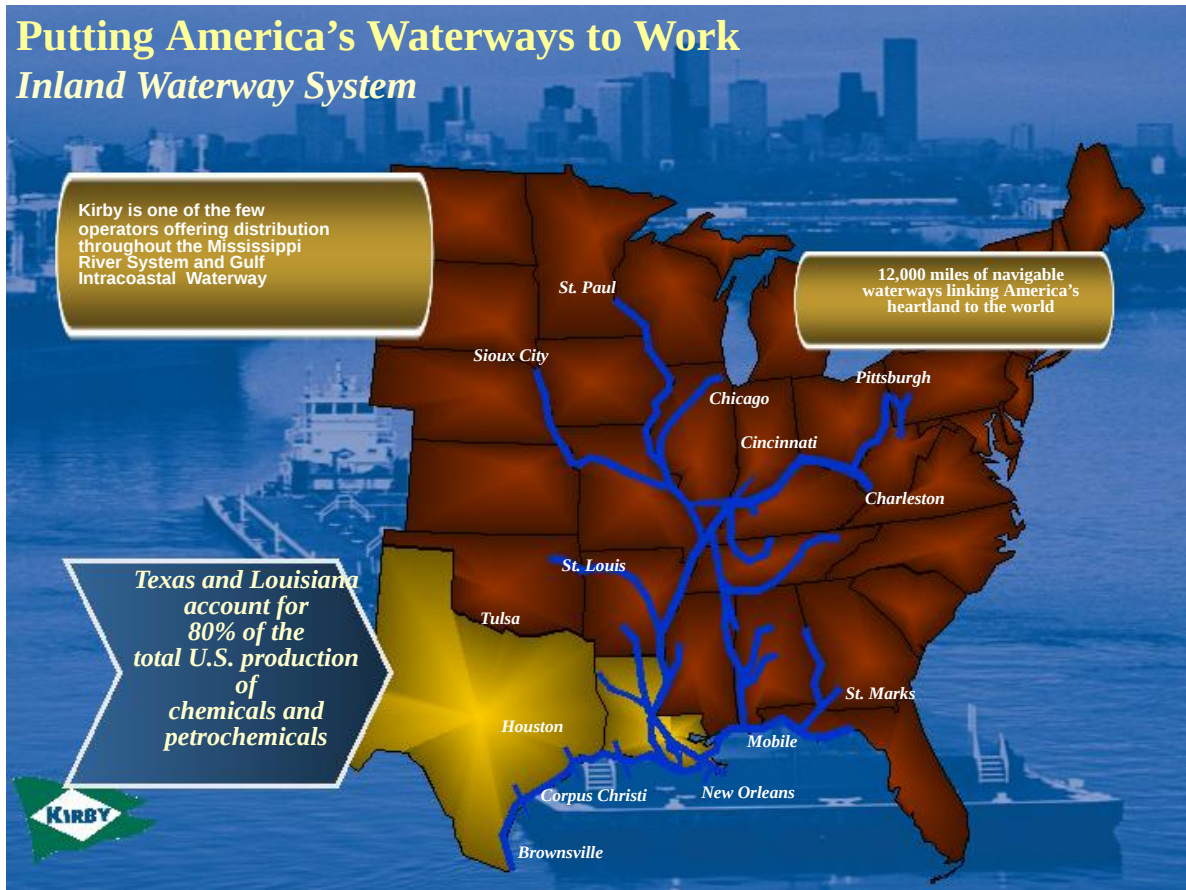 Putting America's Waterways to Work
Inland Waterway System
Kirby is one of the few
operators offering distribution
throughout the Mississippi
River System and Gulf
Intracoastal Waterway
12,000 miles of navigable
waterways linking America's
heartland to the world
St. Paul
Sioux City
Pittsburgh
Chicago
Cincinnati
Charleston
St. Louis
Tulsa
Texas and Louisiana
account for
80% of the
total U.S. production
of
chemicals and
petrochemicals
St. Marks
Houston
Mobile
Corpus Christi
New Orleans
Brownsville
KIRBY